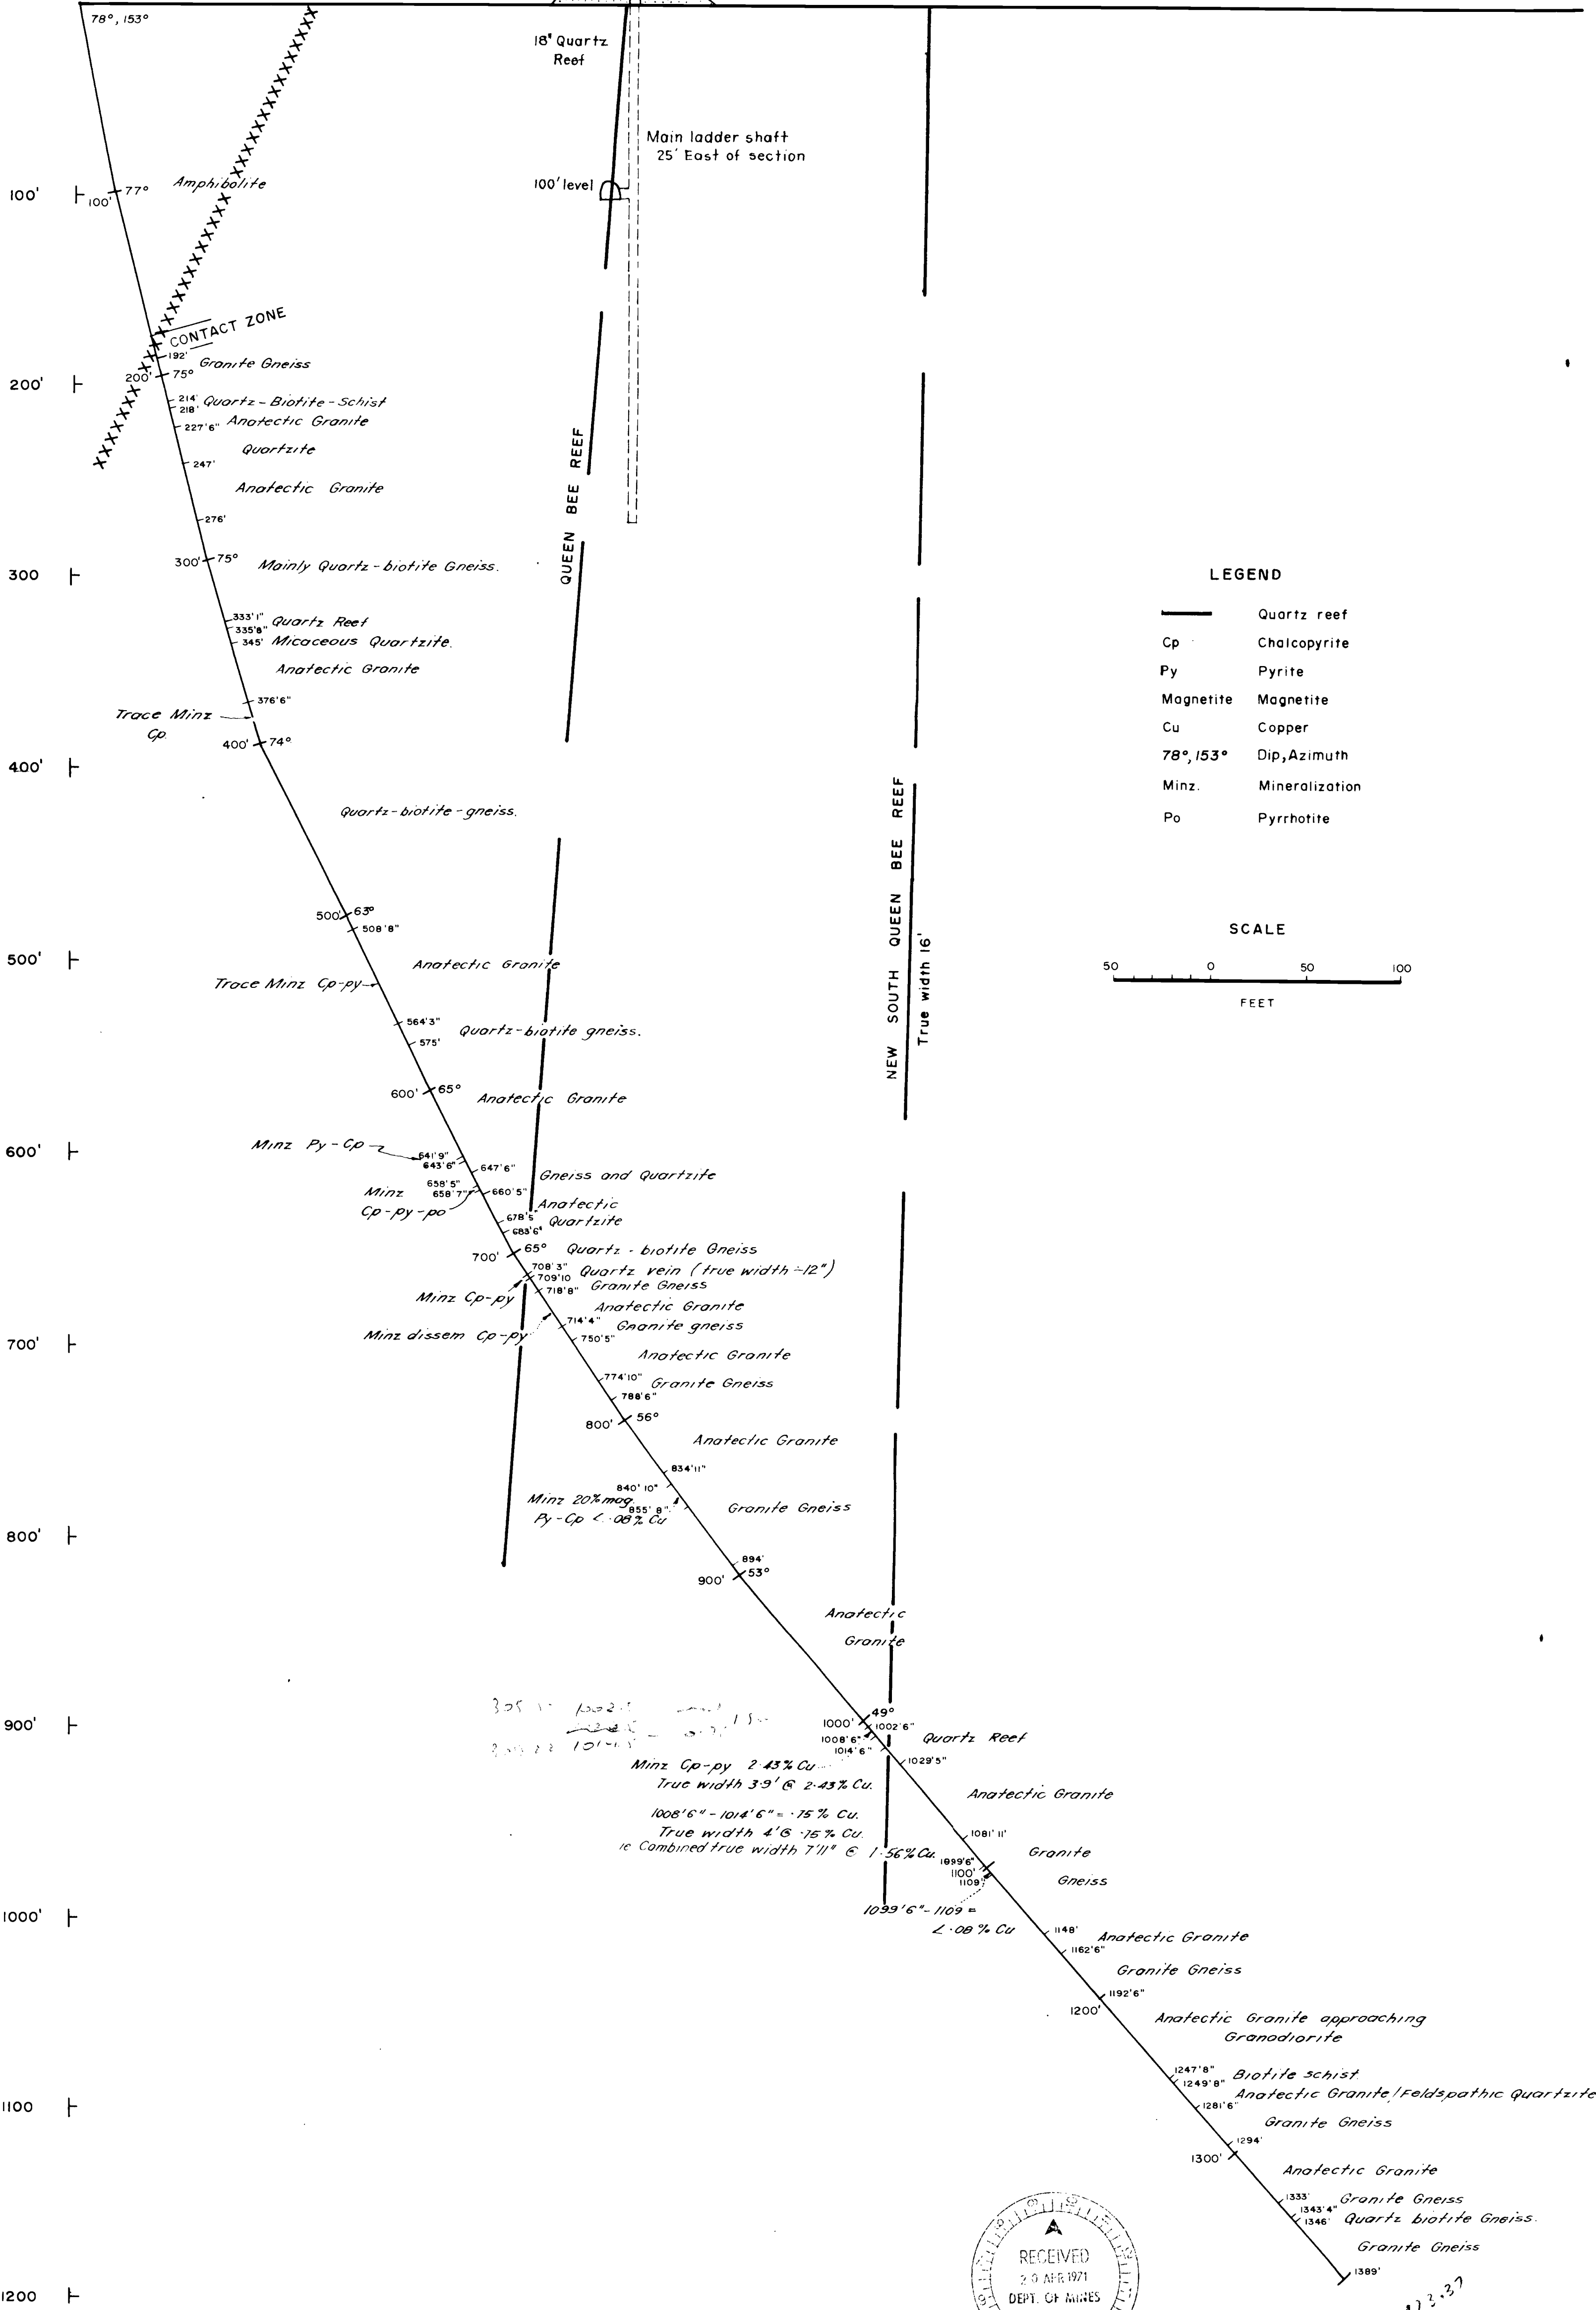 78°, 153°
18" Quartz
Reef
Main ladder shaft
25' East of section
100' level
100'
100'
77°
Amphibolite
CONTACT ZONE
192'
Granite Gneiss
200'
200'
75°
214'
Quartz-Biotite-Schist
218'
227'6"
Anatectic Granite
Quartzite
247'
Anatectic Granite
276'
QUEEN BEE REEF
300
300'
75°
Mainly Quartz-biotite Gneiss.
333'1"
Quartz Reef
335'8"
345'
Micaceous Quartzite.
Anatectic Granite
376'6"
Trace Minz
Cp.
400'
74°
400'
Quartz-biotite-gneiss.
500'
63°
508'8"
500'
Anatectic Granite
Trace Minz Cp-py
564'3"
Quartz-biotite gneiss.
575'
600'
65°
Anatectic Granite
600'
Minz Py-Cp
641'9"
643'6"
647'6"
Gneiss and Quartzite
658'5"
658'7"
660'5"
Minz
Cp-py-po
Anatectic
Quartzite
678'5"
683'6"
700'
65°
Quartz - biotite Gneiss
708'3"
Quartz vein (true width ÷12")
709'10
718'8"
Granite Gneiss
Minz Cp-py
Anatectic Granite
Minz dissem Cp-py
714'4"
Gnanite gneiss
700'
750'5"
Anatectic Granite
774'10"
Granite Gneiss
788'6"
800'
56°
Anatectic Granite
834'11"
840'10"
Minz 20% mag.
855'8"
Py-Cp <.08% Cu
Granite Gneiss
800'
894'
900'
53°
Anatectic
Granite
NEW SOUTH QUEEN BEE REEF
True width 16'
LEGEND
Quartz reef
Cp Chalcopyrite
Py Pyrite
Magnetite Magnetite
Cu Copper
78°, 153° Dip, Azimuth
Minz. Mineralization
Po Pyrrhotite
SCALE
50 0 50 100
FEET
900'
1000'
49°
1002'6"
1008'6"
1014'6"
Quartz Reef
1029'5"
Minz Cp-py 2.43% Cu
True width 3.9' @ 2.43% Cu.
1008'6" - 1014'6" = .75% Cu.
True width 4' @ .75% Cu.
ie Combined true width 7'11" @ 1.56% Cu.
Anatectic Granite
1081'11'
1099'6"
1100'
1109'
Granite
Gneiss
1099'6" - 1109 =
<.08% Cu
1000'
1148'
Anatectic Granite
1162'6"
Granite Gneiss
1192'6"
1200'
Anatectic Granite approaching
Granodiorite
1247'8"
Biotite schist.
1249'8"
Anatectic Granite/Feldspathic Quartzite
1281'6"
1100
Granite Gneiss
1294'
1300'
Anatectic Granite
1333'
Granite Gneiss
1343'4"
1346'
Quartz biotite Gneiss.
Granite Gneiss
1389'
1200
RECEIVED
20 APR 1971
DEPT. OF MINES